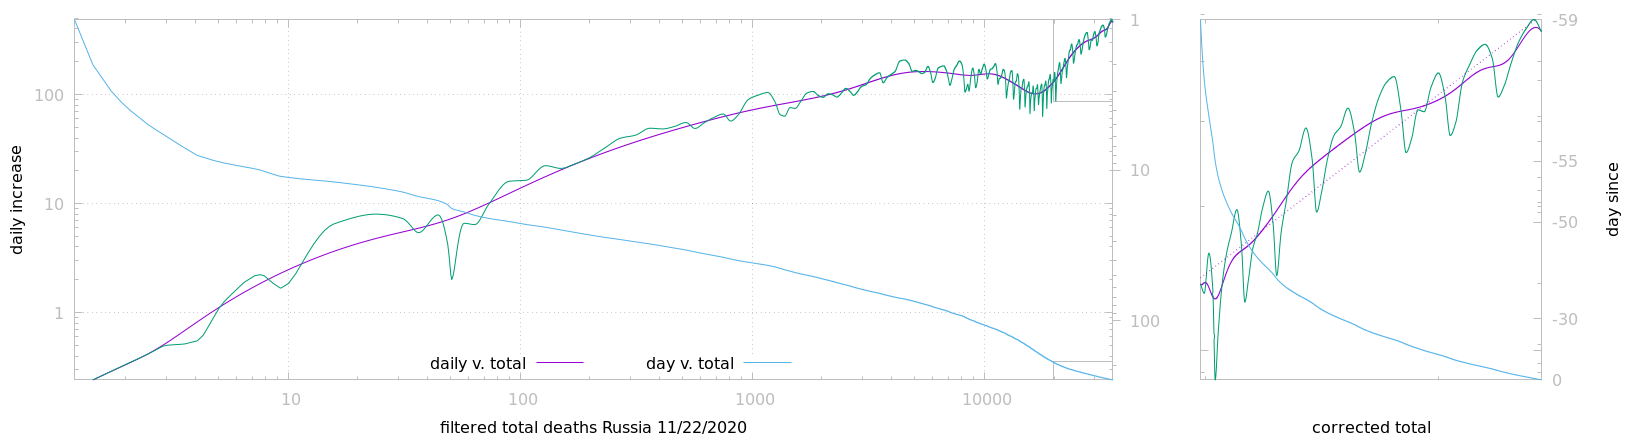 daily increase
100
10
1
10
100
1000
10000
1
10
100
daily v. total
day v. total
filtered total deaths Russia 11/22/2020
-59
-55
-50
-30
0
day since
corrected total